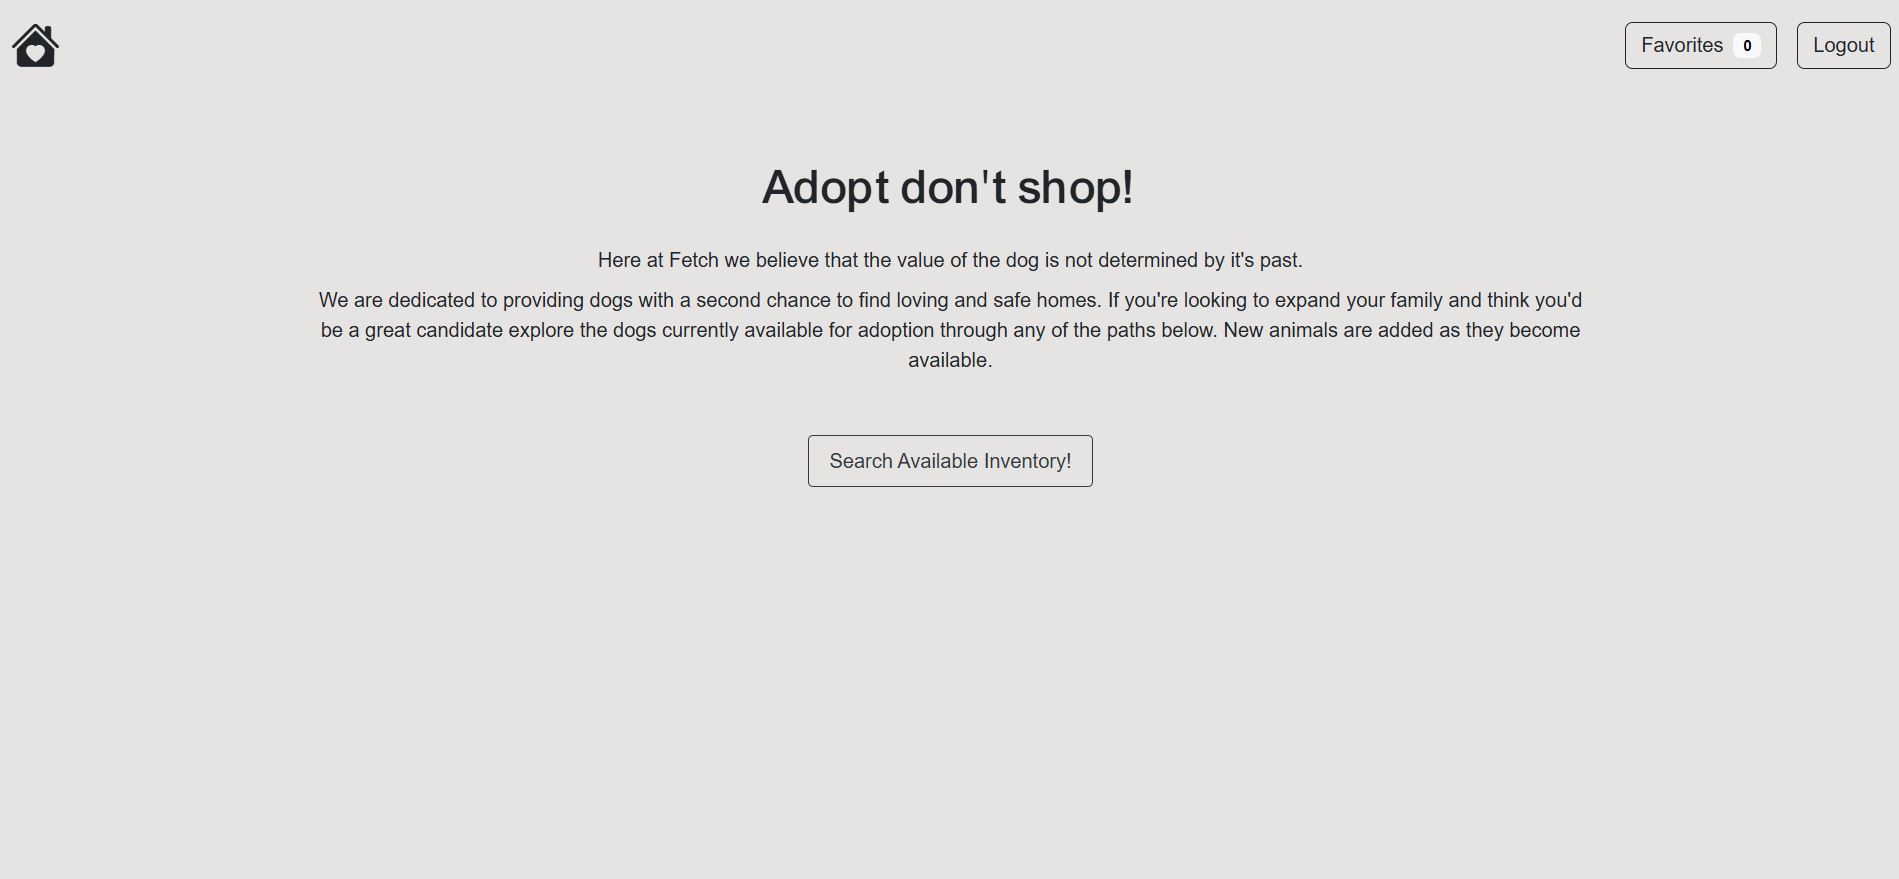 Favorites 0
Logout
Adopt don't shop!
Here at Fetch we believe that the value of the dog is not determined by it's past.
We are dedicated to providing dogs with a second chance to find loving and safe homes. If you're looking to expand your family and think you'd
be a great candidate explore the dogs currently available for adoption through any of the paths below. New animals are added as they become
available.
Search Available Inventory!